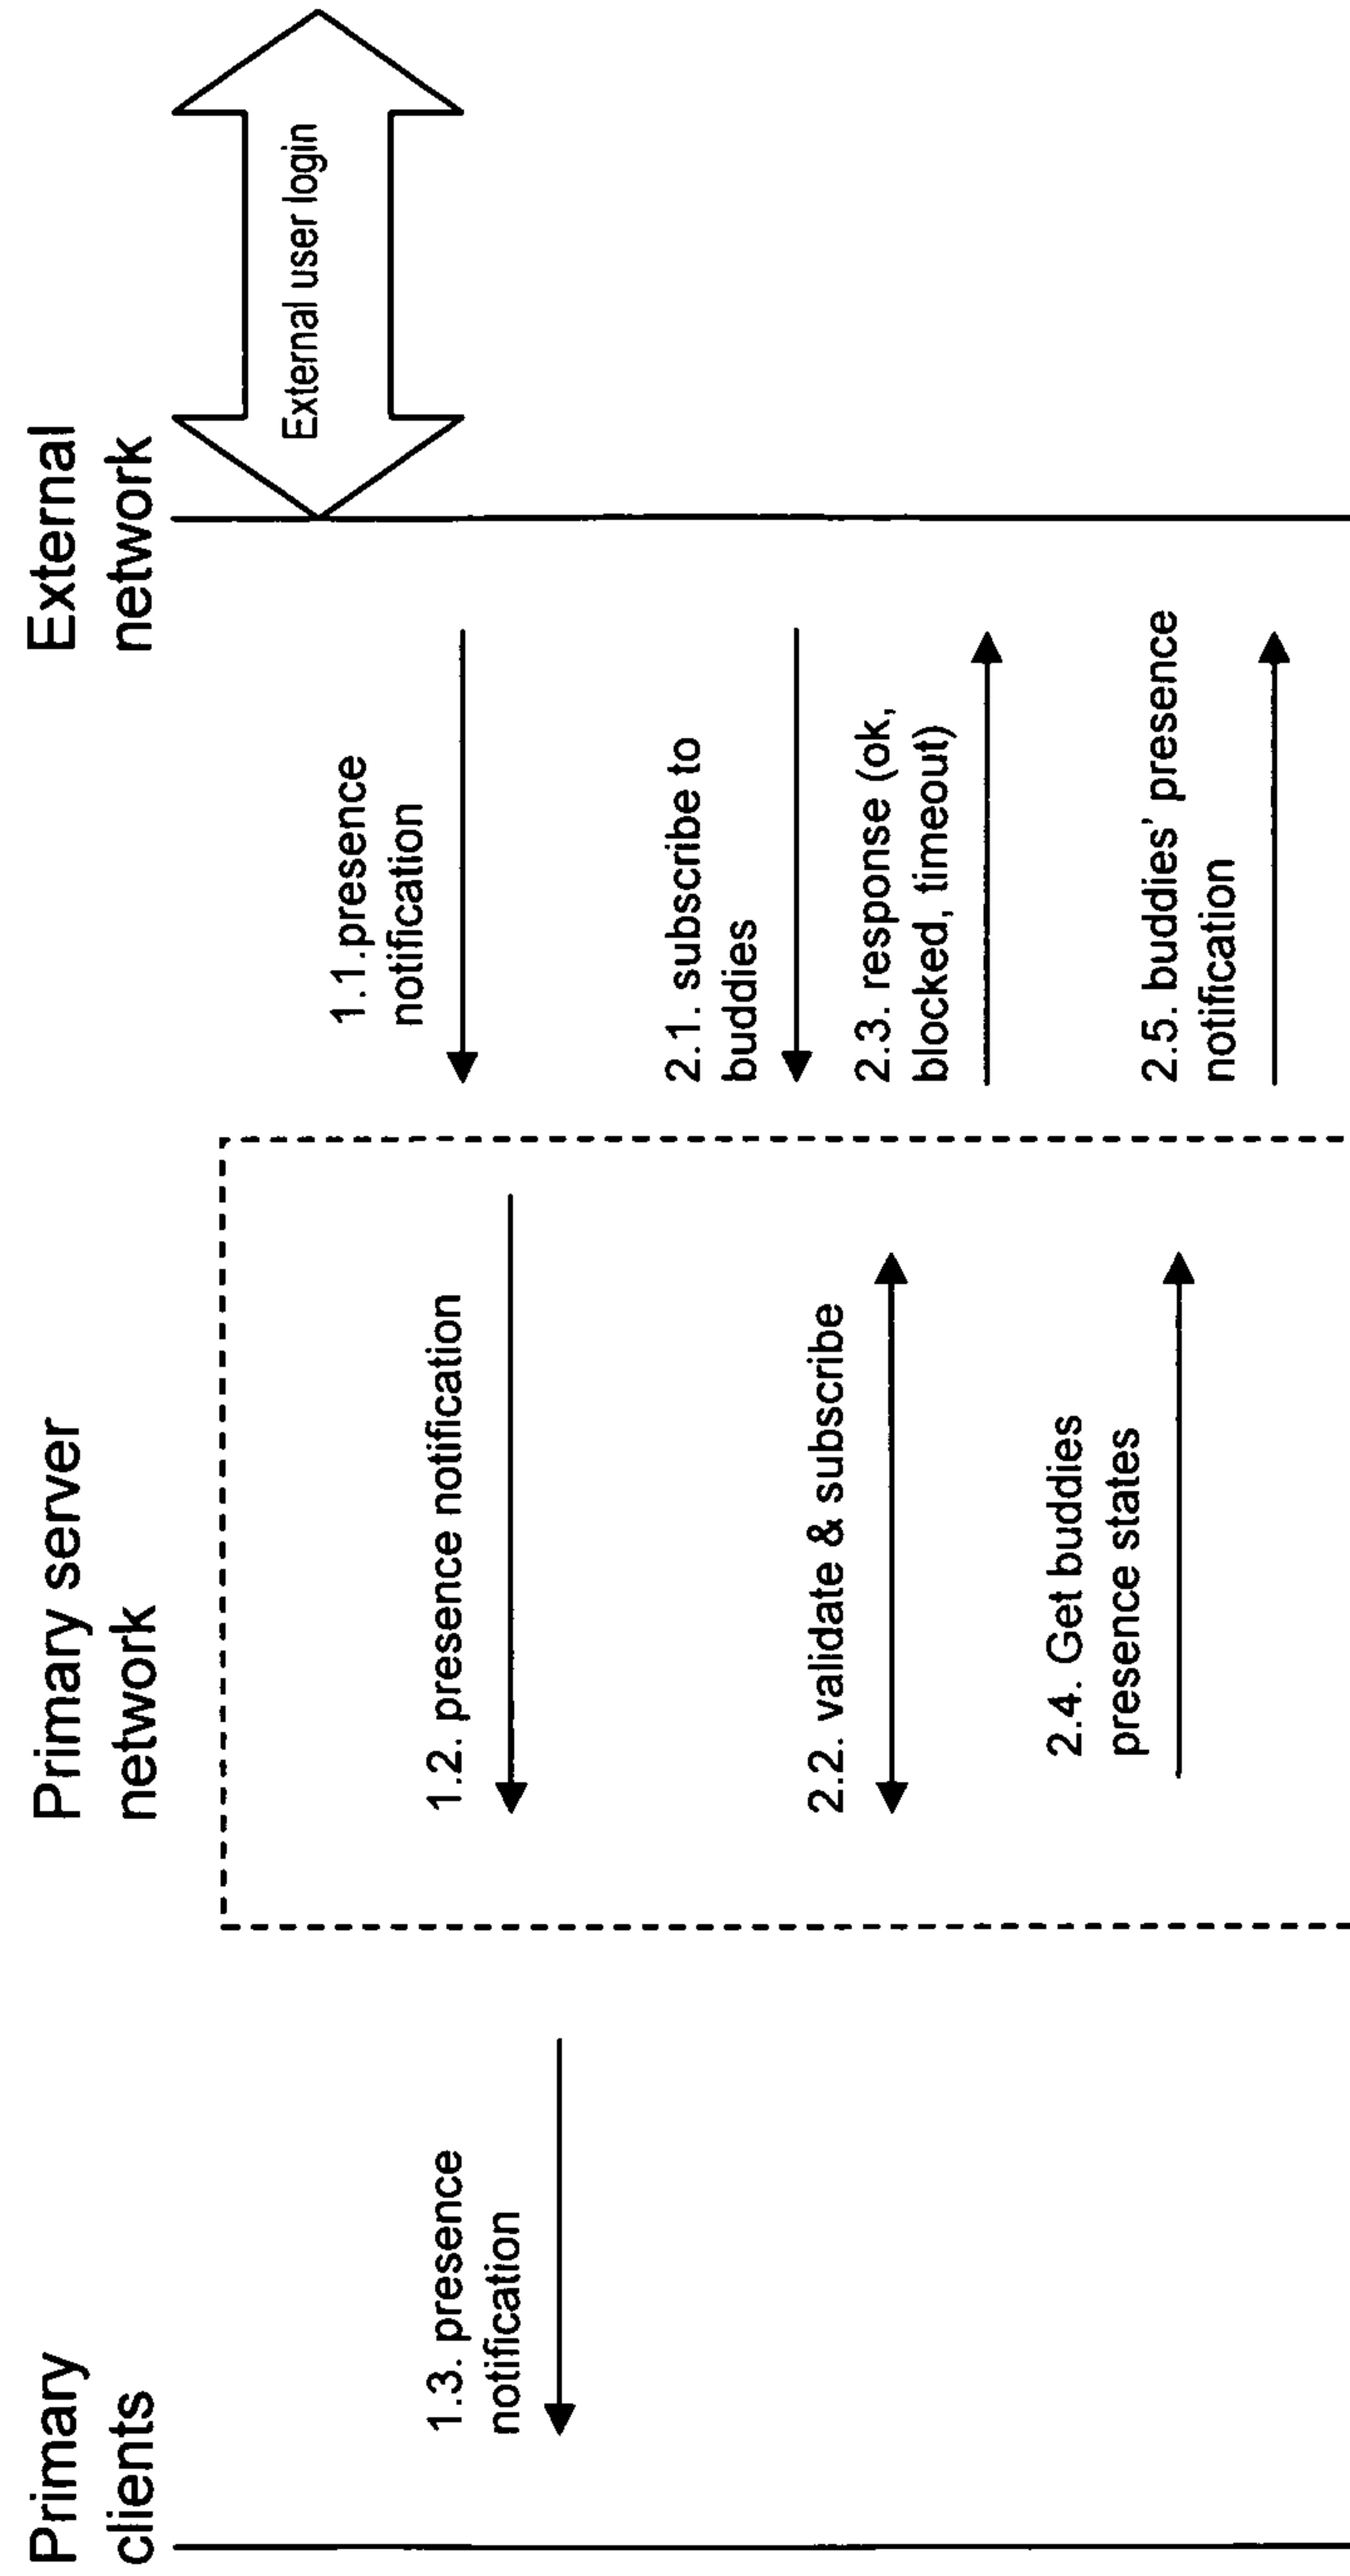 Primary
clients
Primary server
network
External
network
External user login
1.1.presence
notification
1.2. presence notification
1.3. presence
notification
2.1. subscribe to
buddies
2.2. validate & subscribe
2.3. response (ok,
blocked, timeout)
2.4. Get buddies
presence states
2.5. buddies’ presence
notification